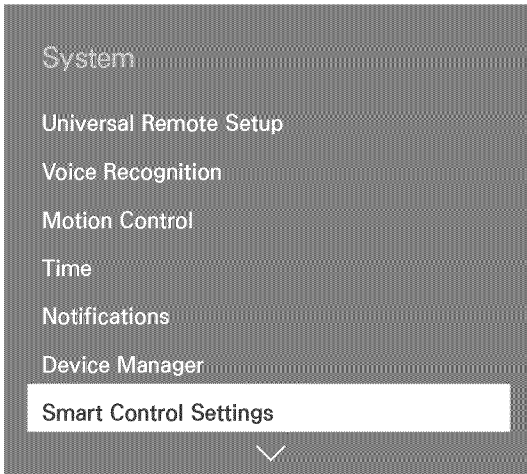 System
Universal Remote Setup
Voice Recognition
Motion Control
Time
Notifications
Device Manager
Smart Control Settings